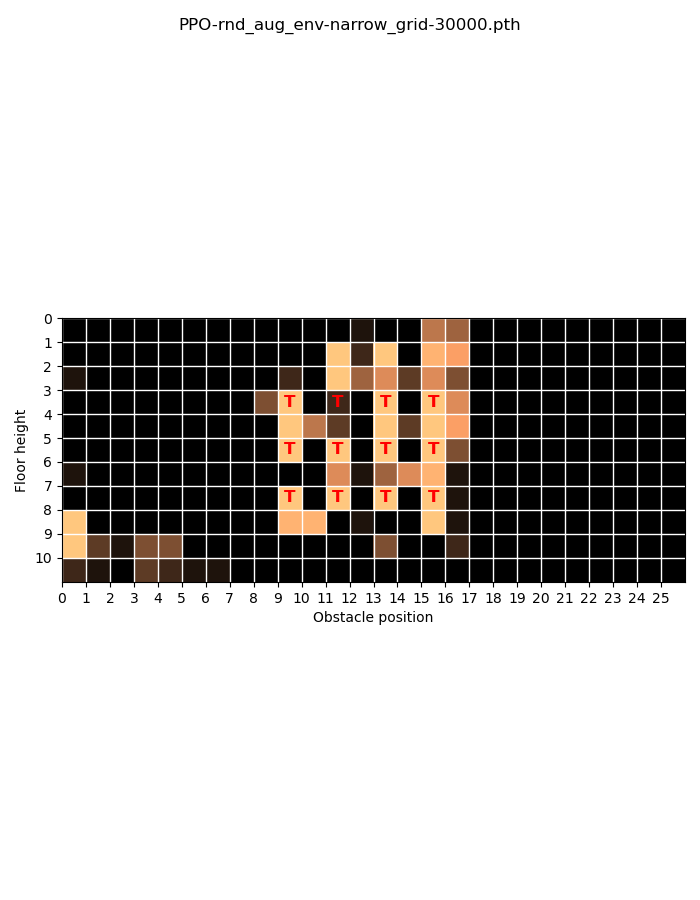 PPO-rnd_aug_env-narrow_grid-30000.pth
0
1
2
3
T T T T
4
5
T T T T
6
7
T T T T
8
9
10
Floor height
0 1 2 3 4 5 6 7 8 9 10 11 12 13 14 15 16 17 18 19 20 21 22 23 24 25
Obstacle position